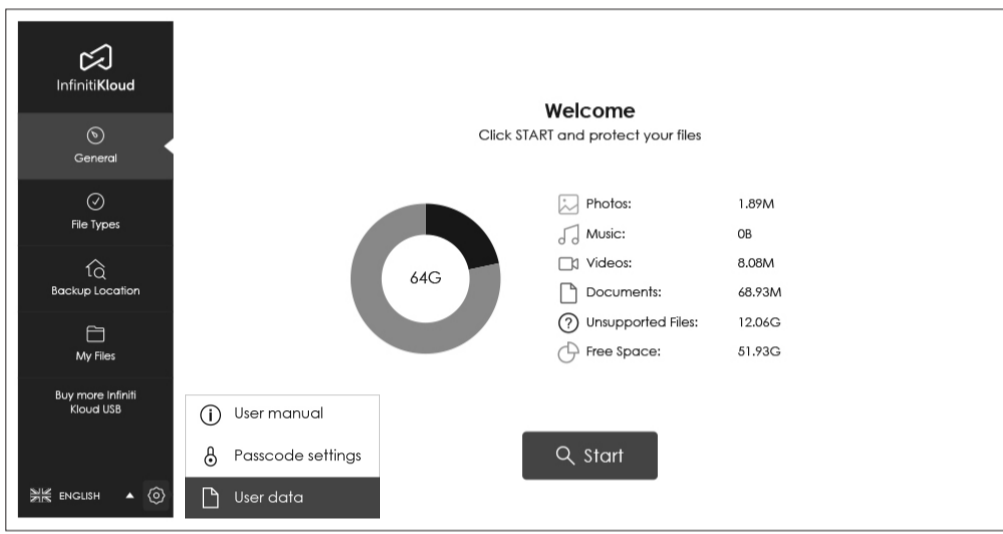 InfinitiKloud
General
File Types
Backup Location
My Files
Buy more Infiniti
Kloud USB
ENGLISH
User manual
Passcode settings
User data
Welcome
Click START and protect your files
64G
Photos: 1.89M
Music: 0B
Videos: 8.08M
Documents: 68.93M
Unsupported Files: 12.06G
Free Space: 51.93G
Start